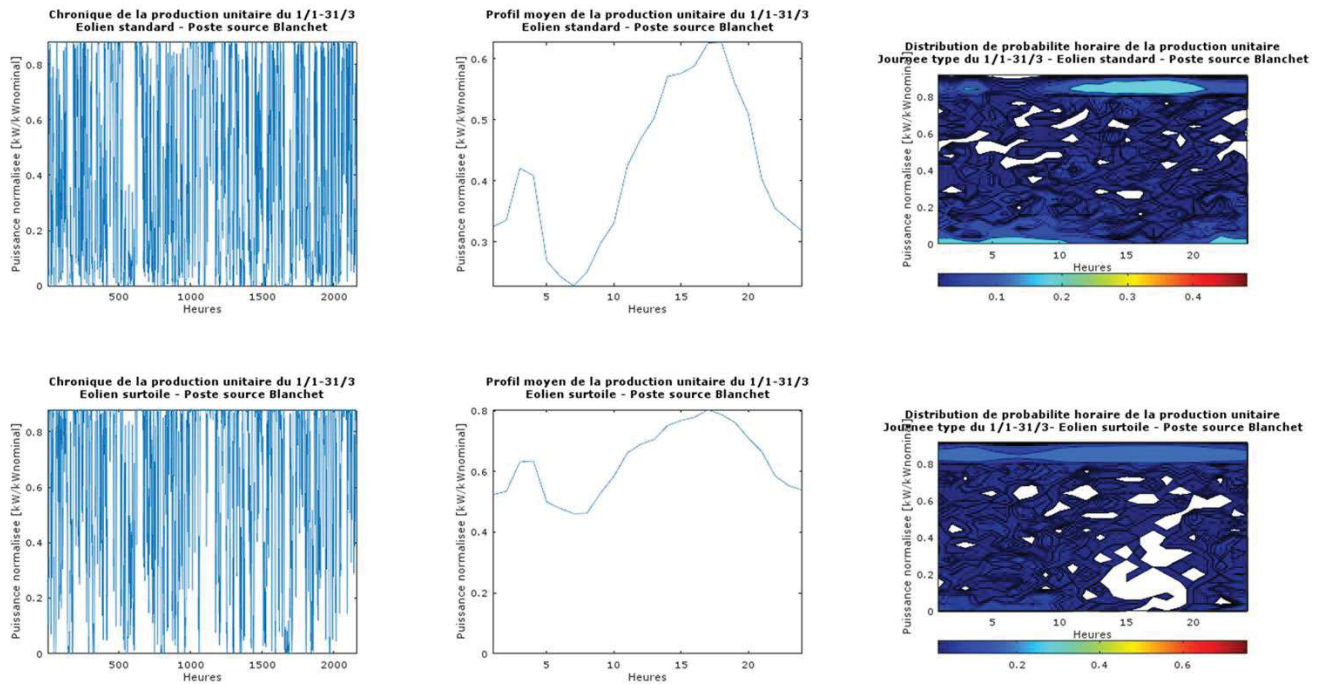 Chronique de la production unitaire du 1/1-31/3
Eolien standard - Poste source Blanchet
Puissance normalisee [kW/kWnominal]
0.8
0.6
0.4
0.2
0
500
1000
1500
2000
Heures
Profil moyen de la production unitaire du 1/1-31/3
Eolien standard - Poste source Blanchet
Puissance normalisee [kW/kWnominal]
0.6
0.5
0.4
0.3
5
10
15
20
Heures
Distribution de probabilite horaire de la production unitaire
Journee type du 1/1-31/3 - Eolien standard - Poste source Blanchet
Puissance normalisee [kW/kWnominal]
0.8
0.6
0.4
0.2
0
5
10
15
20
Heures
0.1
0.2
0.3
0.4
Chronique de la production unitaire du 1/1-31/3
Eolien surtoile - Poste source Blanchet
Puissance normalisee [kW/kWnominal]
0.8
0.6
0.4
0.2
0
500
1000
1500
2000
Heures
Profil moyen de la production unitaire du 1/1-31/3
Eolien surtoile - Poste source Blanchet
Puissance normalisee [kW/kWnominal]
0.8
0.6
0.4
0.2
0
5
10
15
20
Heures
Distribution de probabilite horaire de la production unitaire
Journee type du 1/1-31/3- Eolien surtoile - Poste source Blanchet
Puissance normalisee [kW/kWnominal]
0.8
0.6
0.4
0.2
0
5
10
15
20
Heures
0.2
0.4
0.6